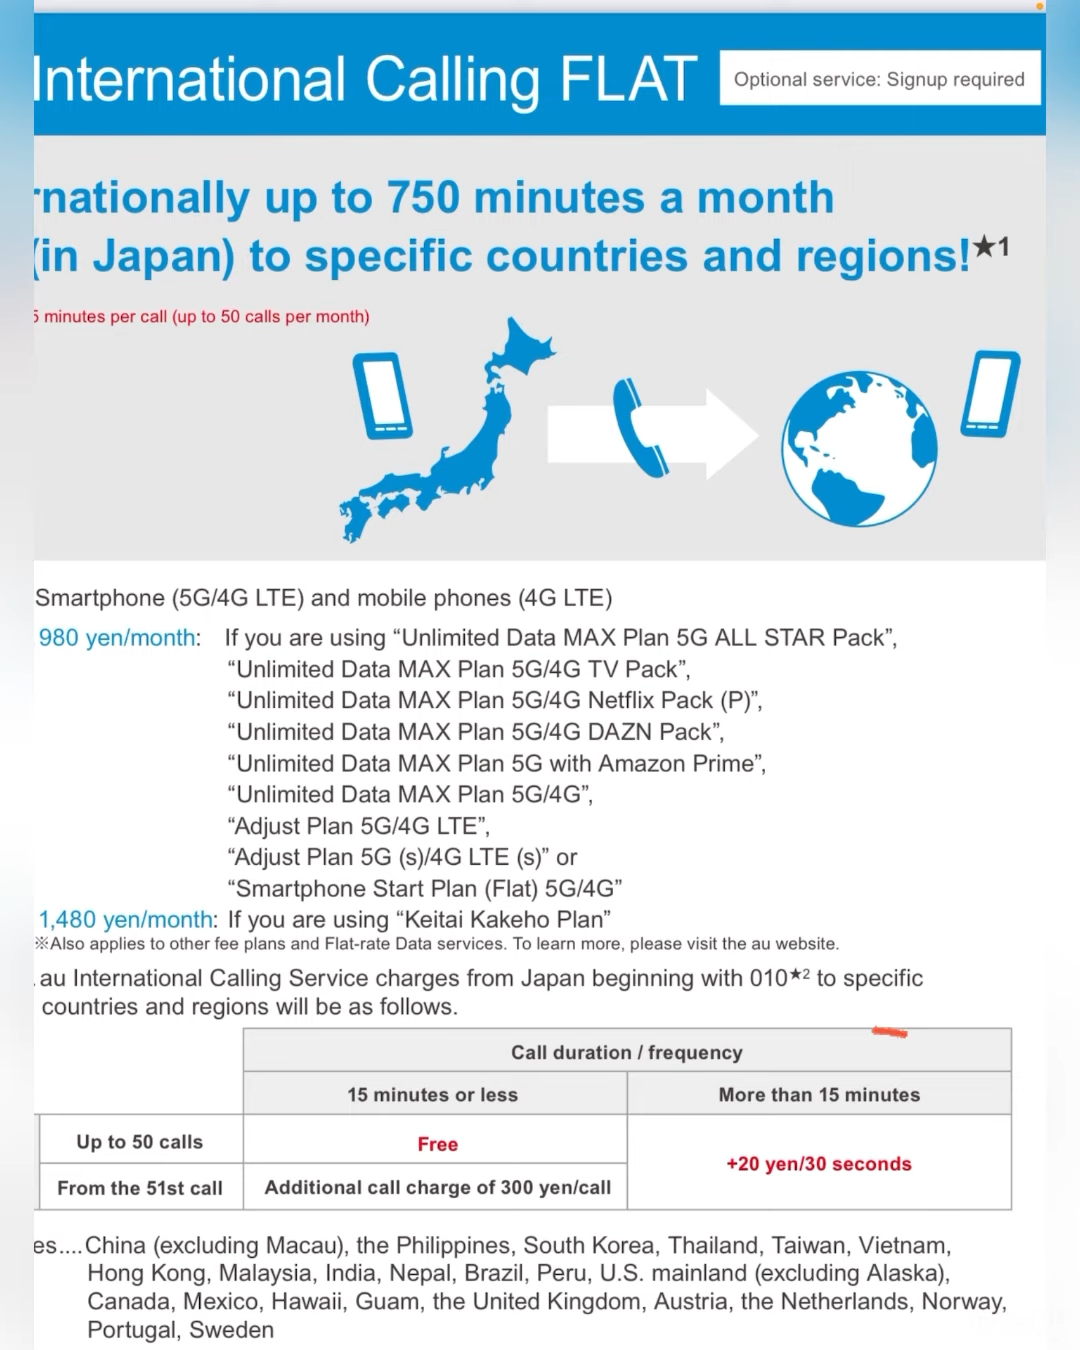 International Calling FLAT
Optional service: Signup required
rnationally up to 750 minutes a month
(in Japan) to specific countries and regions!★1
5 minutes per call (up to 50 calls per month)
Smartphone (5G/4G LTE) and mobile phones (4G LTE)
980 yen/month: If you are using “Unlimited Data MAX Plan 5G ALL STAR Pack”,
“Unlimited Data MAX Plan 5G/4G TV Pack”,
“Unlimited Data MAX Plan 5G/4G Netflix Pack (P)”,
“Unlimited Data MAX Plan 5G/4G DAZN Pack”,
“Unlimited Data MAX Plan 5G with Amazon Prime”,
“Unlimited Data MAX Plan 5G/4G”,
“Adjust Plan 5G/4G LTE”,
“Adjust Plan 5G (s)/4G LTE (s)” or
“Smartphone Start Plan (Flat) 5G/4G”
1,480 yen/month: If you are using “Keitai Kakeho Plan”
※Also applies to other fee plans and Flat-rate Data services. To learn more, please visit the au website.
au International Calling Service charges from Japan beginning with 010★2 to specific
countries and regions will be as follows.
Call duration / frequency
15 minutes or less
More than 15 minutes
Up to 50 calls
Free
+20 yen/30 seconds
From the 51st call
Additional call charge of 300 yen/call
es....China (excluding Macau), the Philippines, South Korea, Thailand, Taiwan, Vietnam,
Hong Kong, Malaysia, India, Nepal, Brazil, Peru, U.S. mainland (excluding Alaska),
Canada, Mexico, Hawaii, Guam, the United Kingdom, Austria, the Netherlands, Norway,
Portugal, Sweden